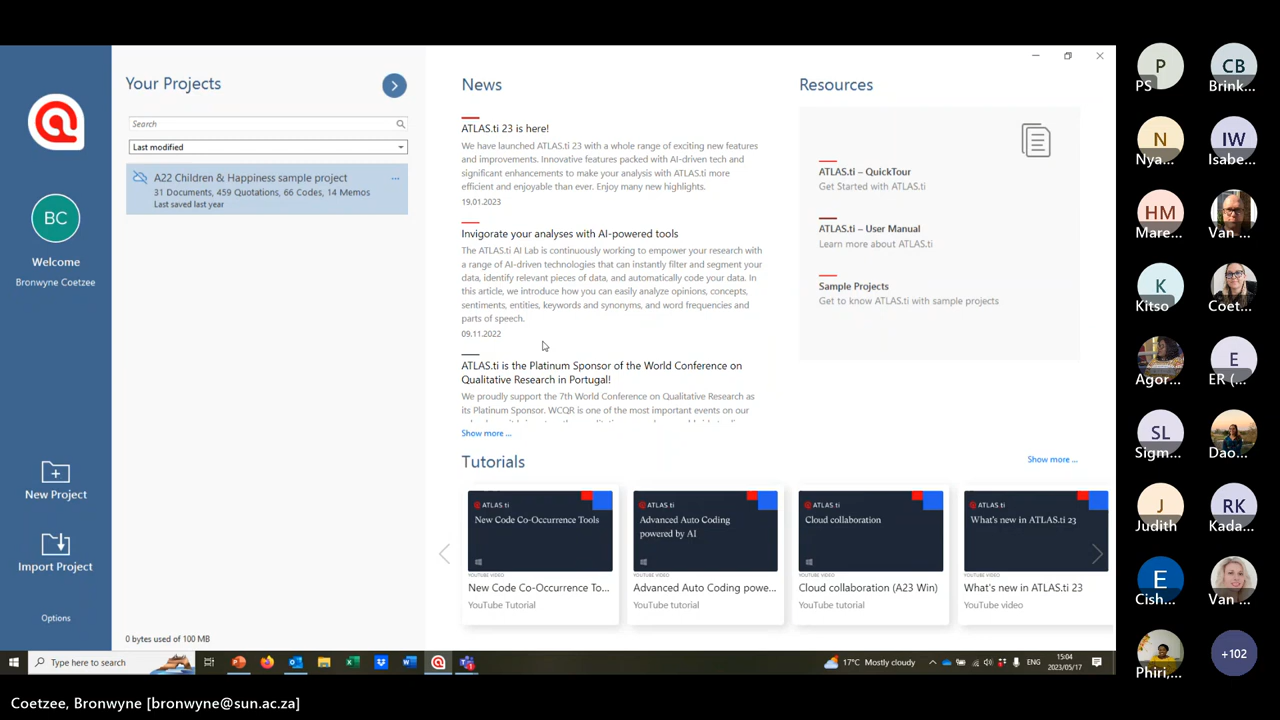 Your Projects
Search
Last modified
A22 Children & Happiness sample project
31 Documents, 459 Quotations, 66 Codes, 14 Memos
Last saved last year
BC
Welcome
Bronwyne Coetzee
New Project
Import Project
Options
0 bytes used of 100 MB
News
ATLAS.ti 23 is here!
We have launched ATLAS.ti 23 with a whole range of exciting new features
and improvements. Innovative features packed with AI-driven tech and
significant enhancements to make your analysis with ATLAS.ti more
efficient and enjoyable than ever. Enjoy many new highlights.
19.01.2023
Invigorate your analyses with AI-powered tools
The ATLAS.ti AI Lab is continuously working to empower your research with
a range of AI-driven technologies that can instantly filter and segment your
data, identify relevant pieces of data, and automatically code your data. In
this article, we introduce how you can easily analyze opinions, concepts,
sentiments, entities, keywords and synonyms, and word frequencies and
parts of speech.
09.11.2022
ATLAS.ti is the Platinum Sponsor of the World Conference on
Qualitative Research in Portugal!
We proudly support the 7th World Conference on Qualitative Research as
its Platinum Sponsor. WCQR is one of the most important events on our
Show more ...
Resources
ATLAS.ti – QuickTour
Get Started with ATLAS.ti
ATLAS.ti – User Manual
Learn more about ATLAS.ti
Sample Projects
Get to know ATLAS.ti with sample projects
Tutorials
Show more ...
ATLAS.ti
New Code Co-Occurrence Tools
YOUTUBE VIDEO
New Code Co-Occurrence To...
YouTube Tutorial
ATLAS.ti
Advanced Auto Coding
powered by AI
YOUTUBE VIDEO
Advanced Auto Coding powe...
YouTube tutorial
ATLAS.ti
Cloud collaboration
YOUTUBE VIDEO
Cloud collaboration (A23 Win)
YouTube tutorial
ATLAS.ti
What's new in ATLAS.ti 23
YOUTUBE VIDEO
What's new in ATLAS.ti 23
YouTube video
Type here to search
17°C Mostly cloudy
ENG
15:04
2023/05/17
P
PS
CB
Brink...
N
Nya...
IW
Isabe...
HM
Mare...
Van ...
K
Kitso
Coet...
Agor...
E
ER (...
SL
Sigm...
Dao...
J
Judith
RK
Kada...
E
Cish...
Van ...
Phiri,...
+102
Coetzee, Bronwyne [bronwyne@sun.ac.za]